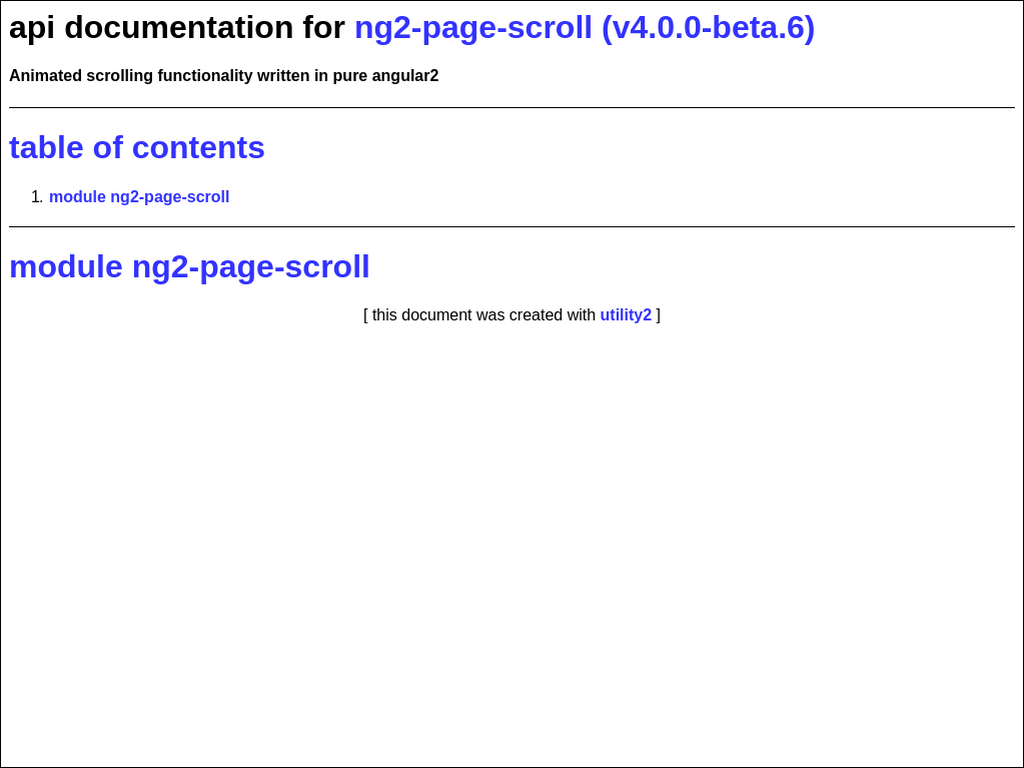 api documentation for ng2-page-scroll (v4.0.0-beta.6)
Animated scrolling functionality written in pure angular2
table of contents
1. module ng2-page-scroll
module ng2-page-scroll
[ this document was created with utility2 ]